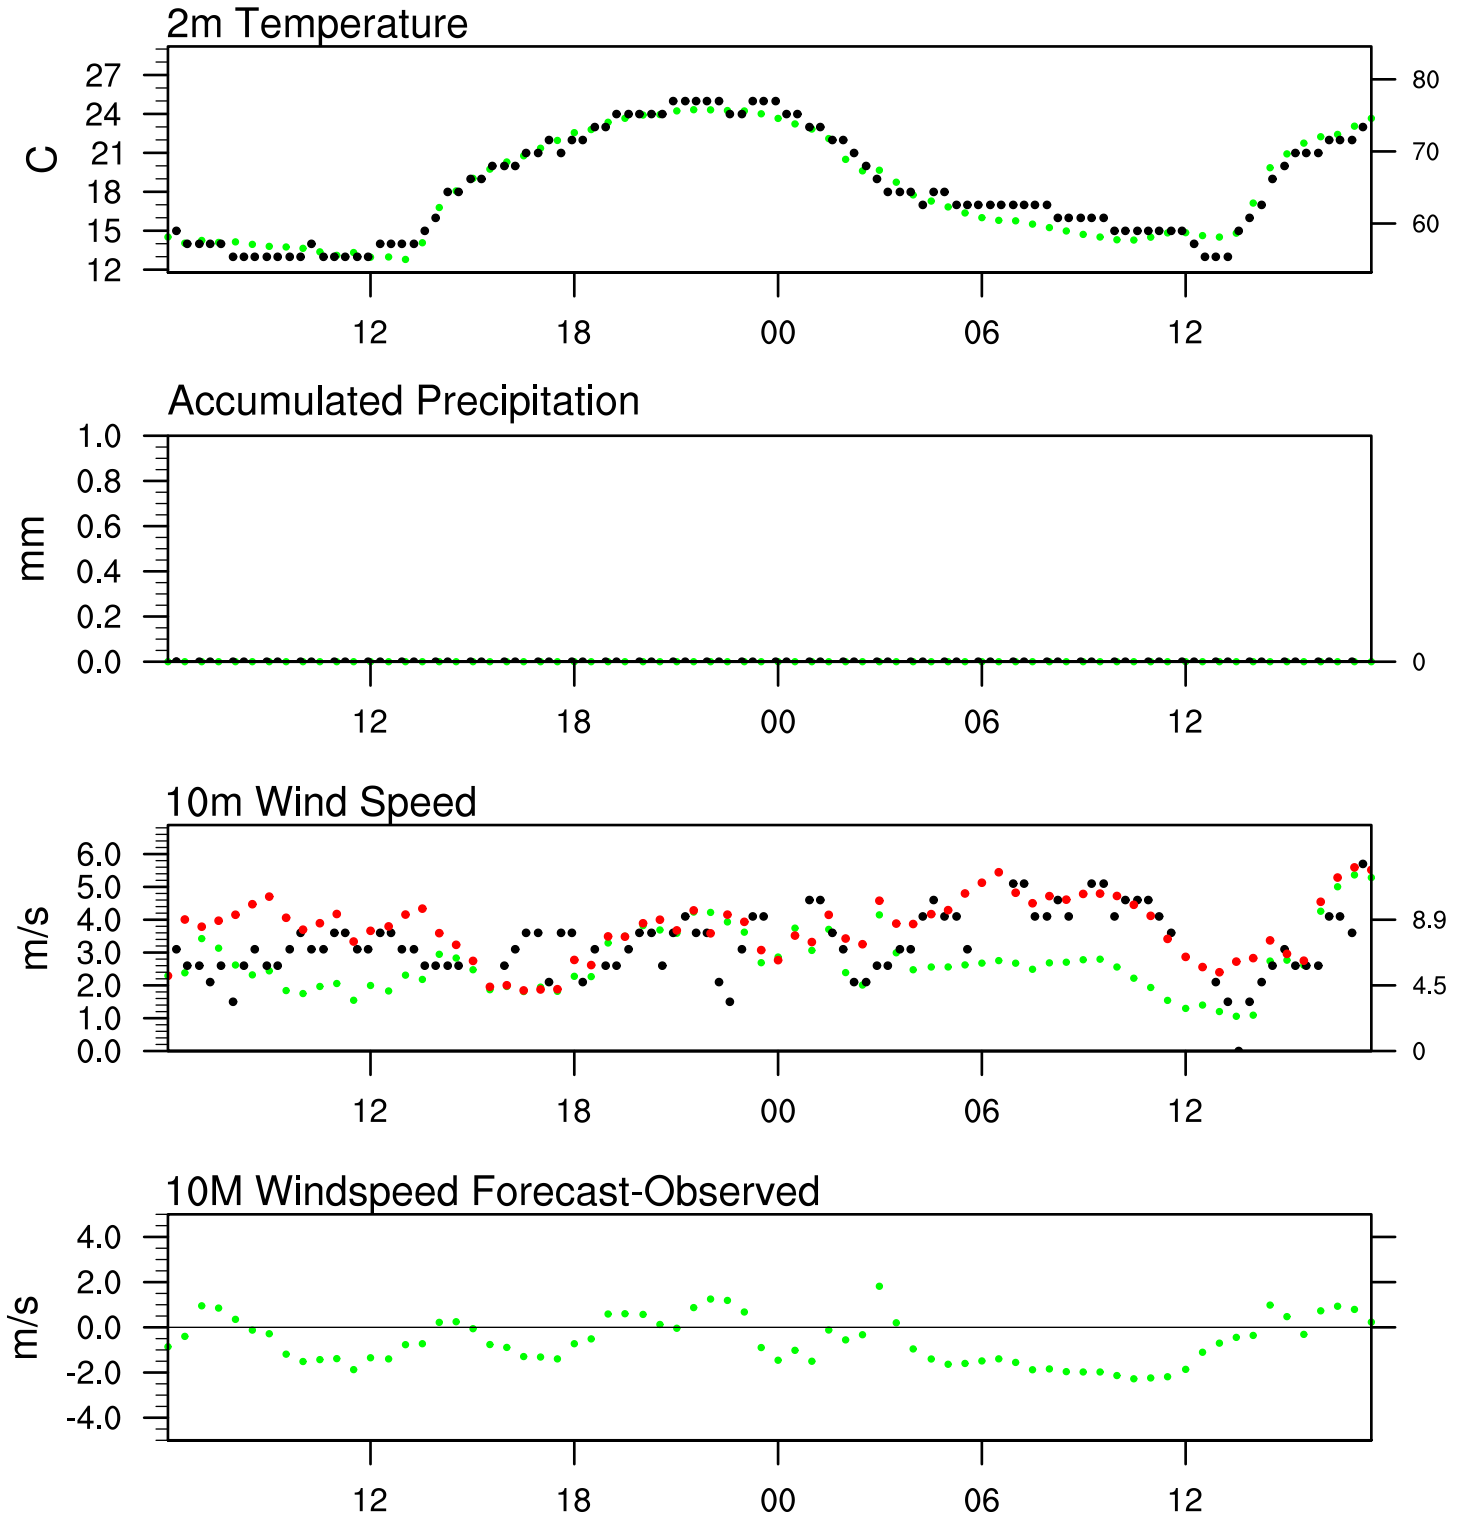 2m Temperature
C
27
24
21
18
15
12
80
70
60
12 18 00 06 12
Accumulated Precipitation
mm
1.0
0.8
0.6
0.4
0.2
0.0
0
12 18 00 06 12
10m Wind Speed
m/s
6.0
5.0
4.0
3.0
2.0
1.0
0.0
8.9
4.5
0
12 18 00 06 12
10M Windspeed Forecast-Observed
m/s
4.0
2.0
0.0
-2.0
-4.0
12 18 00 06 12